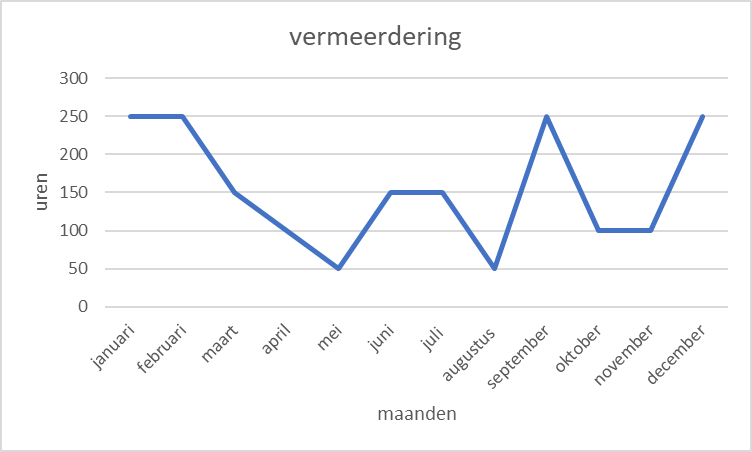 vermeerdering
300
250
200
150
100
50
0
uren
januari
februari
maart
april
mei
juni
juli
augustus
september
oktober
november
december
maanden